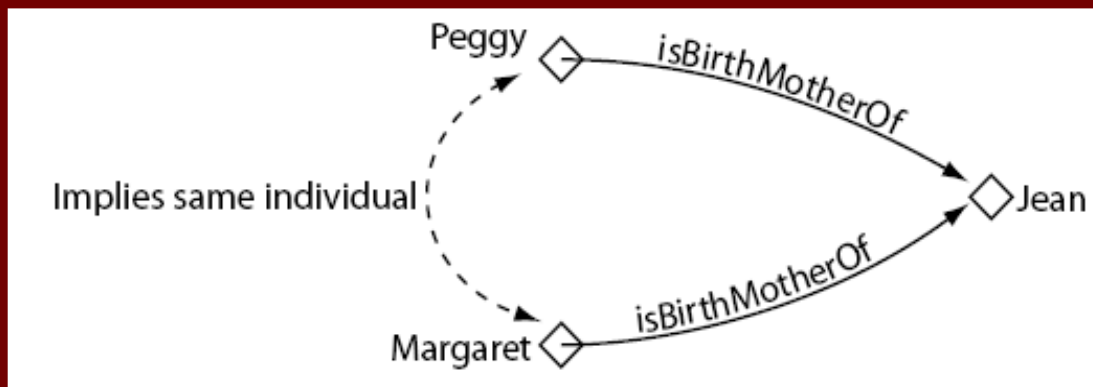 Peggy
isBirthMotherOf
Implies same individual
Jean
isBirthMotherOf
Margaret